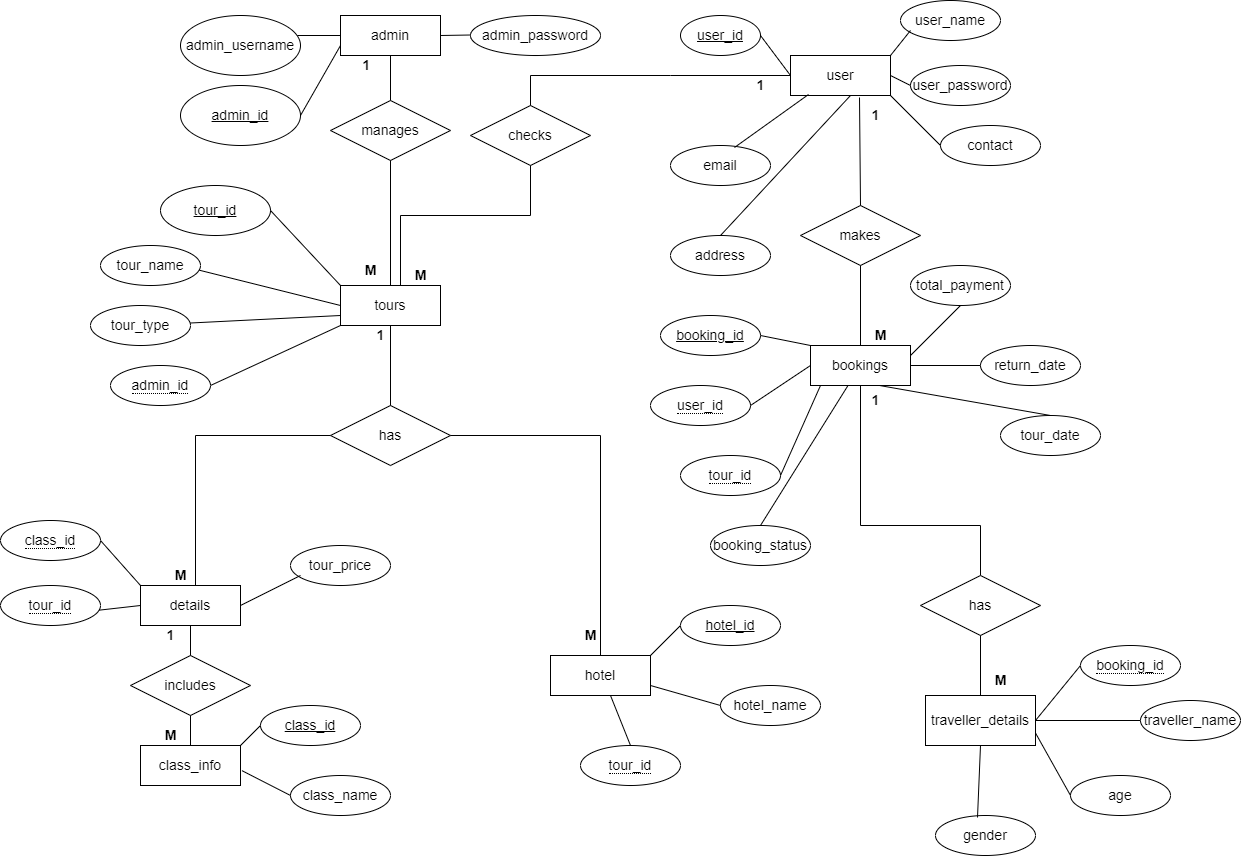 admin_username
admin
admin_password
1
admin_id
manages
checks
user_id
user_name
user
1
user_password
1
contact
email
address
makes
tour_id
tour_name
tour_type
admin_id
M
M
tours
1
has
total_payment
booking_id
M
bookings
return_date
user_id
1
tour_date
tour_id
booking_status
class_id
tour_id
M
details
tour_price
1
includes
M
class_id
class_info
class_name
hotel_id
M
hotel
hotel_name
tour_id
has
M
booking_id
traveller_details
traveller_name
age
gender